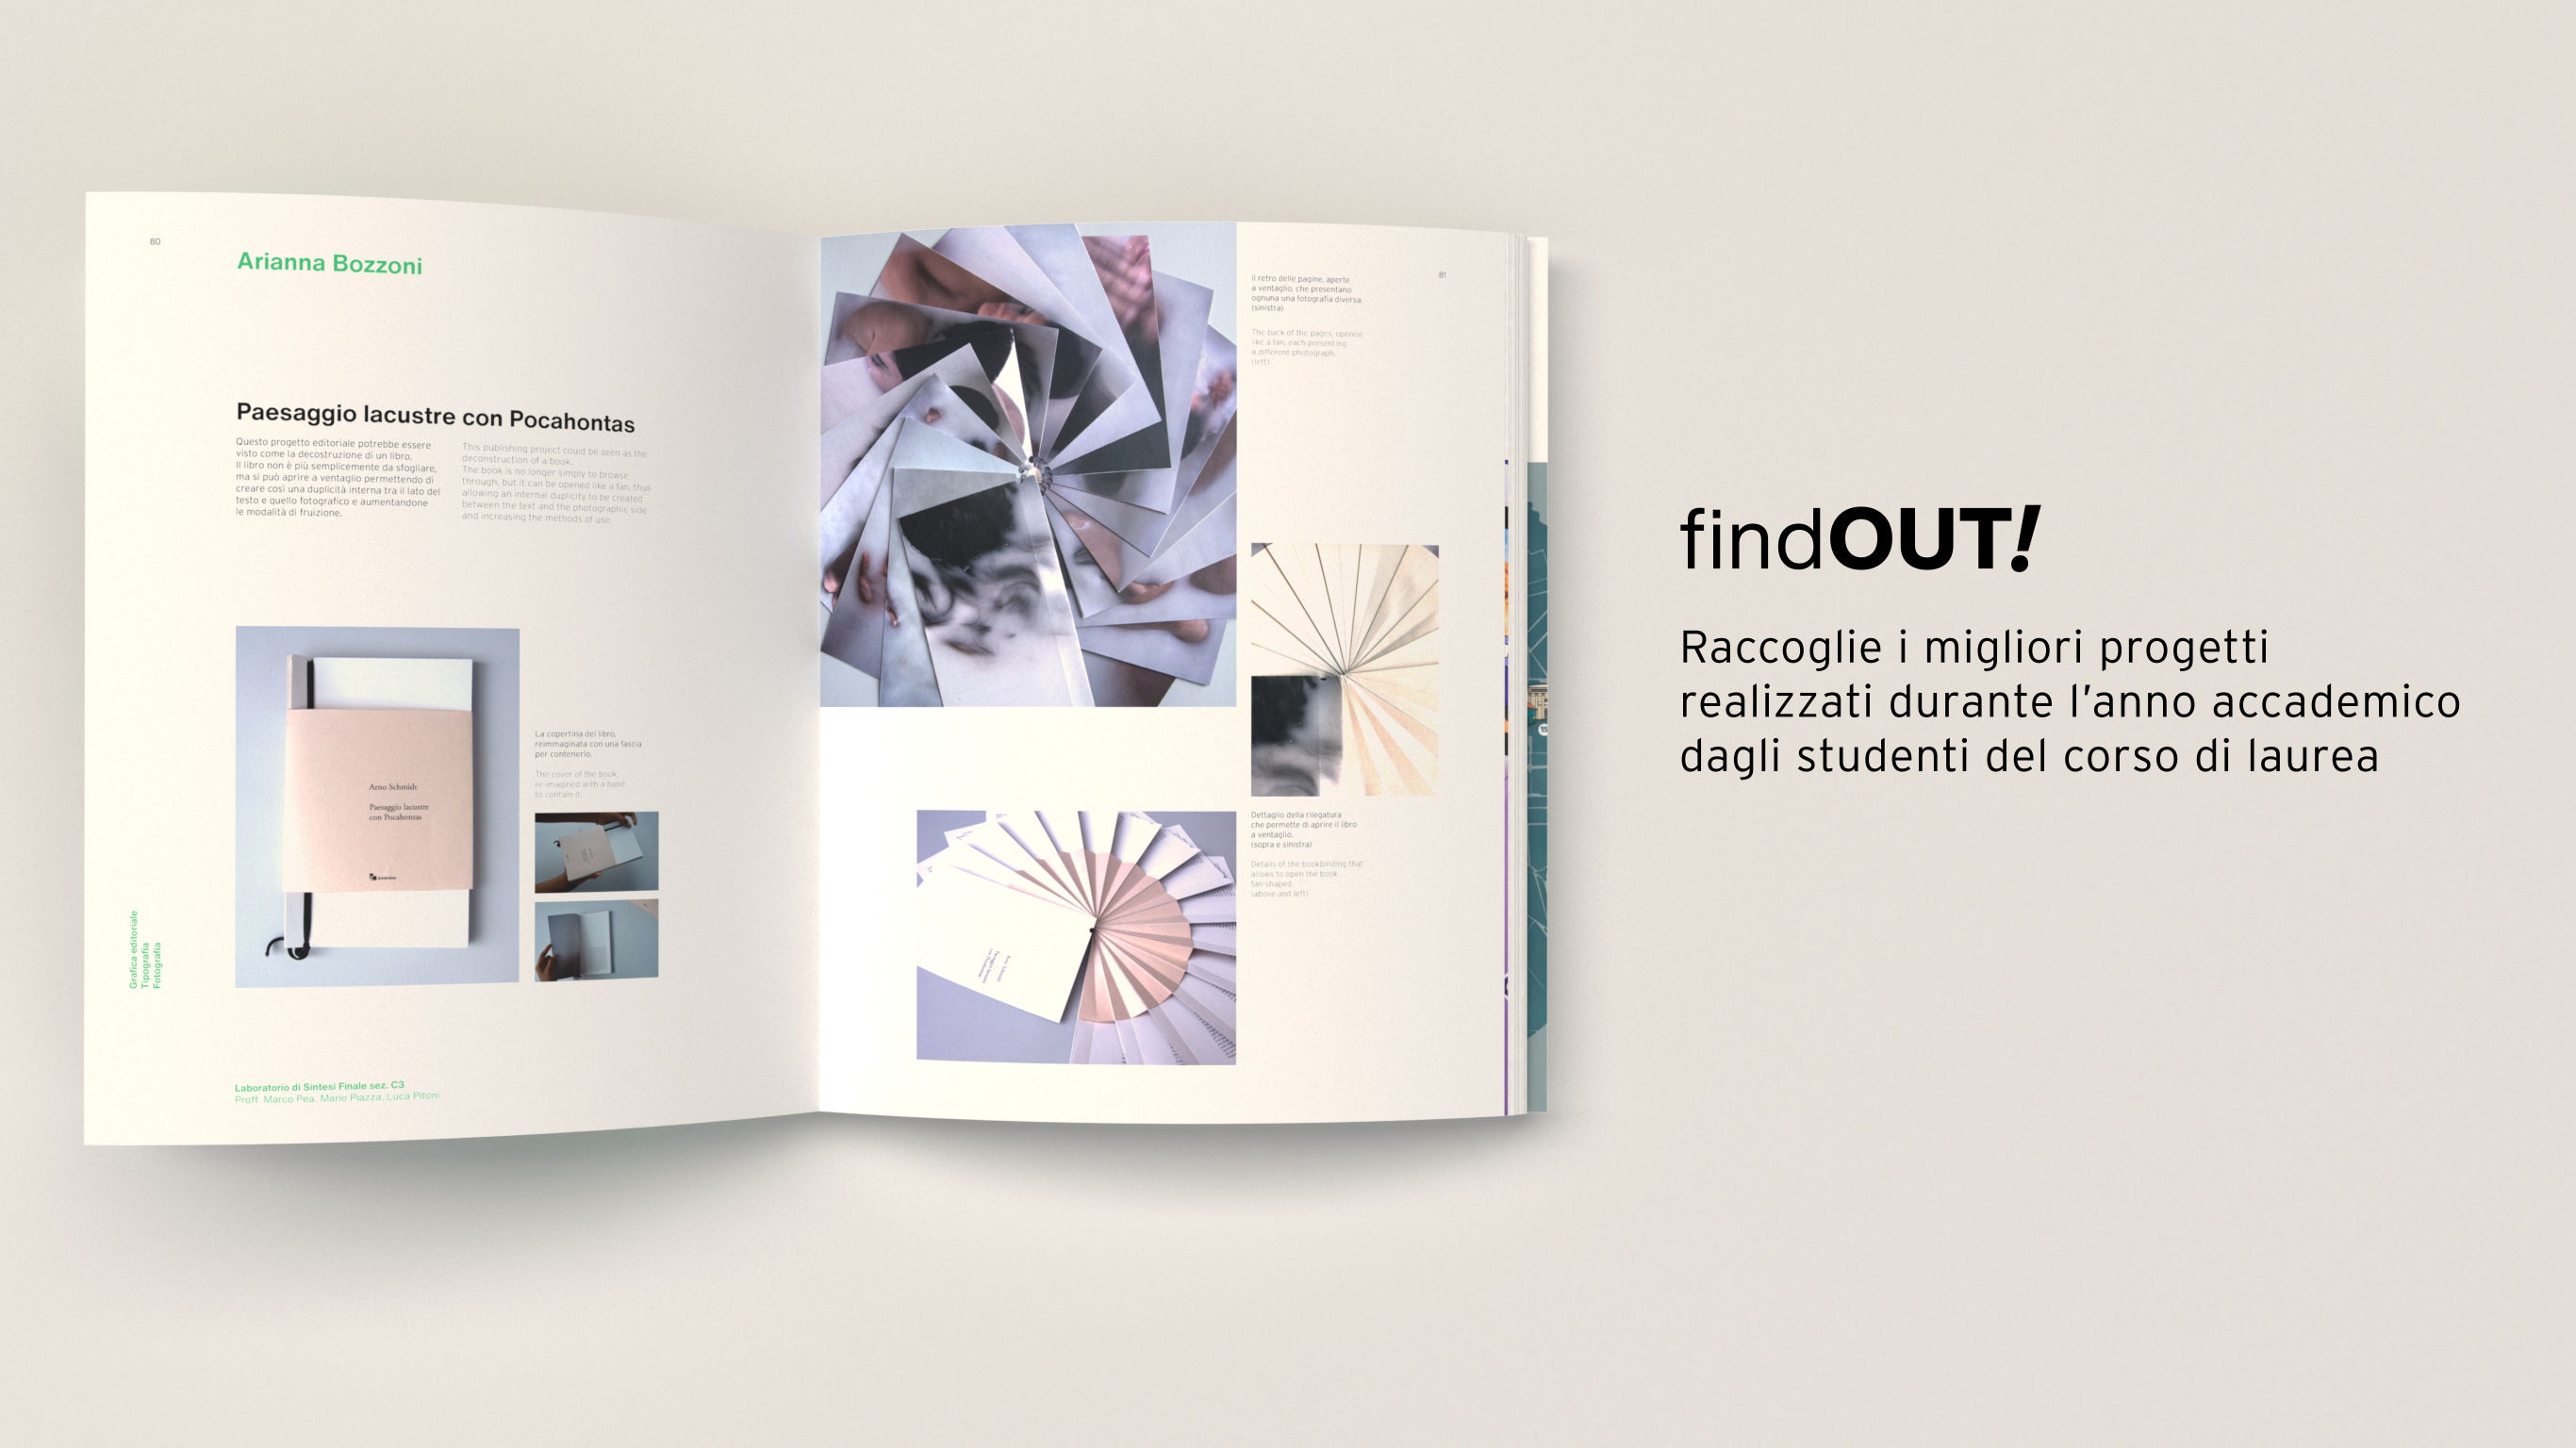 80
Arianna Bozzoni
Paesaggio lacustre con Pocahontas
Questo progetto editoriale potrebbe essere
visto come la decostruzione di un libro.
Il libro non è più semplicemente da sfogliare,
ma si può aprire a ventaglio permettendo di
creare così una duplicità interna tra il lato del
testo e quello fotografico e aumentandone
le modalità di fruizione.
This publishing project could be seen as the
deconstruction of a book.
The book is no longer simply to browse
through, but it can be opened like a fan, thus
allowing an internal duplicity to be created
between the text and the photographic side
and increasing the methods of use.
Arno Schmidt
Paesaggio lacustre
con Pocahontas
La copertina del libro,
reimmaginata con una fascia
per contenerlo.
The cover of the book,
re-imagined with a band
to contain it.
Grafica editoriale
Tipografia
Fotografia
Laboratorio di Sintesi Finale sez. C3
Proff. Marco Pea, Mario Piazza, Luca Pitoni
81
Il retro delle pagine, aperte
a ventaglio, che presentano
ognuna una fotografia diversa.
(sinistra)
The back of the pages, opened
like a fan, each presenting
a different photograph.
(left)
Dettaglio della rilegatura
che permette di aprire il libro
a ventaglio.
(sopra e sinistra)
Details of the bookbinding that
allows to open the book
fan-shaped.
(above and left)
findOUT!
Raccoglie i migliori progetti
realizzati durante l'anno accademico
dagli studenti del corso di laurea